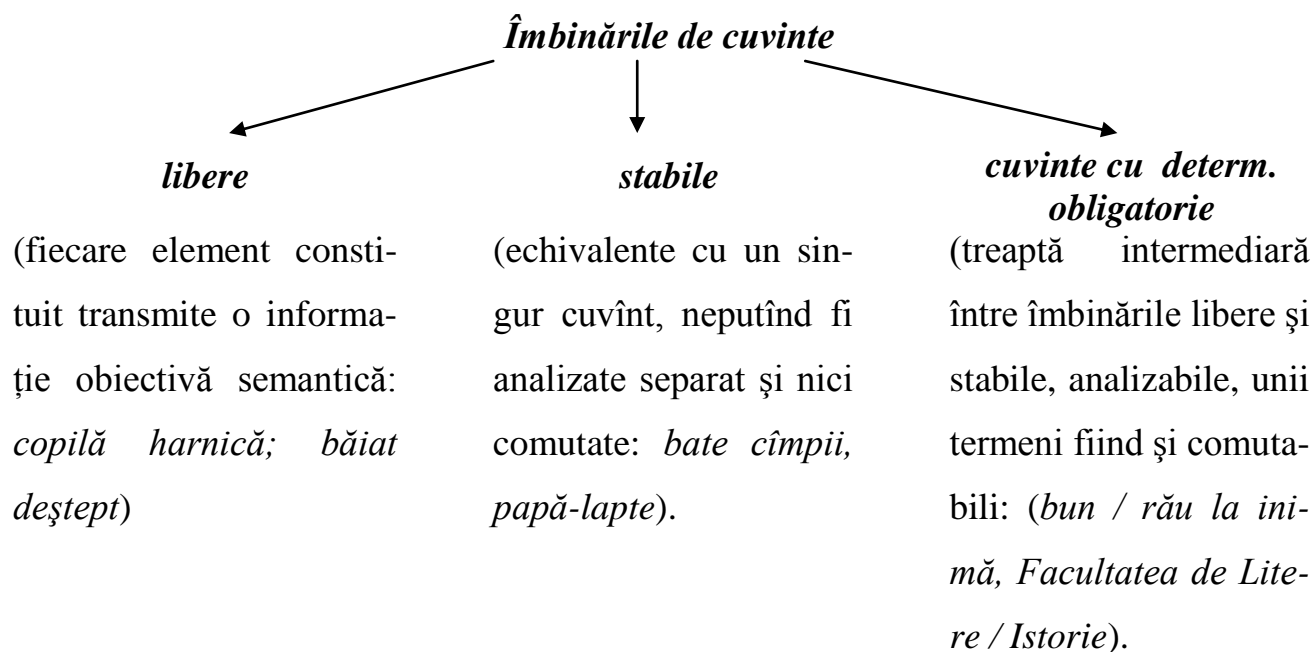 Îmbinările de cuvinte
libere
(fiecare element consti-
tuit transmite o informa-
ție obiectivă semantică:
copilă harnică; băiat
deştept)
stabile
(echivalente cu un sin-
gur cuvînt, neputînd fi
analizate separat şi nici
comutate: bate cîmpii,
papă-lapte).
cuvinte cu determ.
obligatorie
(treaptă intermediară
între îmbinările libere şi
stabile, analizabile, unii
termeni fiind şi comuta-
bili: (bun / rău la ini-
mă, Facultatea de Lite-
re / Istorie).